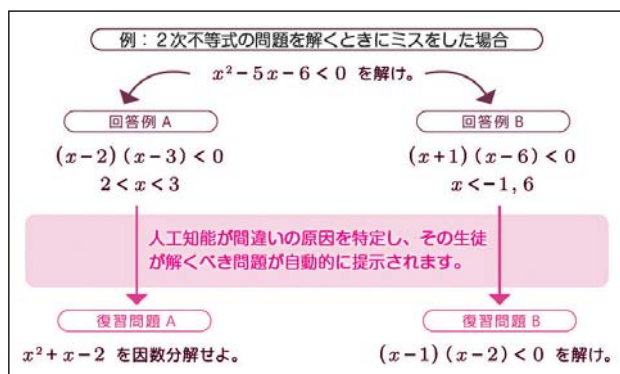 例：2次不等式の問題を解くときにミスをした場合
x²−5x−6<0 を解け。
回答例 A
(x−2)(x−3)<0
2<x<3
回答例 B
(x+1)(x−6)<0
x<−1, 6
人工知能が間違いの原因を特定し、その生徒
が解くべき問題が自動的に提示されます。
復習問題 A
x²+x−2 を因数分解せよ。
復習問題 B
(x−1)(x−2)<0 を解け。